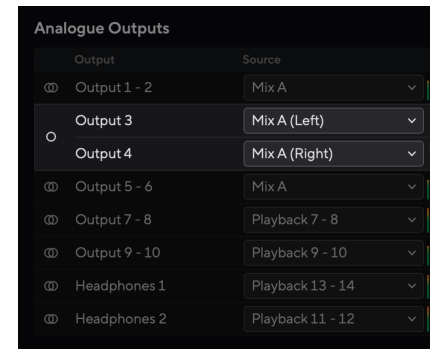 Analogue Outputs
Output Source
Output 1 - 2 Mix A
Output 3 Mix A (Left)
Output 4 Mix A (Right)
Output 5 - 6 Mix A
Output 7 - 8 Playback 7 - 8
Output 9 - 10 Playback 9 - 10
Headphones 1 Playback 13 - 14
Headphones 2 Playback 11 - 12